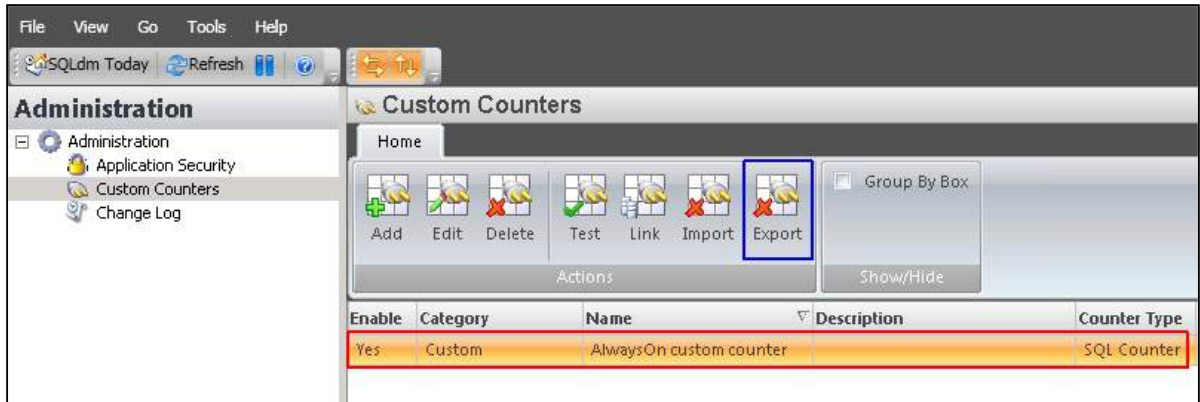 File View Go Tools Help
SQLdm Today Refresh
Administration
Administration
Application Security
Custom Counters
Change Log
Custom Counters
Home
Add Edit Delete Test Link Import Export
Actions
Group By Box
Show/Hide
Enable Category Name Description Counter Type
Yes Custom AlwaysOn custom counter SQL Counter